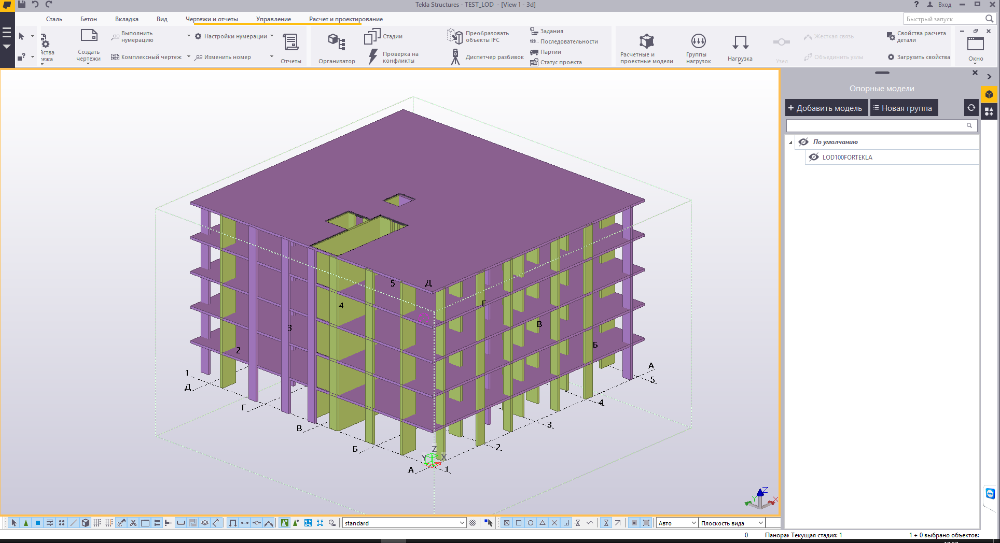 Tekla Structures - TEST_LOD - [View 1 - 3d]
? Вход
Сталь Бетон Вкладка Вид Чертежи и отчеты Управление Расчет и проектирование
Быстрый запуск
Создать чертежи
Выполнить нумерацию
Комплексный чертеж
Настройки нумерации
Изменить номер
Отчеты
Организатор
Стадии
Проверка на конфликты
Преобразовать объекты IFC
Диспетчер разбивок
Задания
123... Последовательности
Партии
Статус проекта
Расчетные и проектные модели
Группы нагрузок
Нагрузка
Узел
Жесткая связь
Объединить узлы
Свойства расчета детали
Загрузить свойства
Окно
Опорные модели
+ Добавить модель
Новая группа
По умолчанию
LOD100FORTEKLA
5 Д
4 Г
3 В
2 Б
1 А
Д 5
Г 4
В 3
Б 2
А 1
Z
Y X
Z
Y X
standard
Авто
Плоскость вида
0 Панорам Текущая стадия: 1 1 + 0 выбрано объектов: